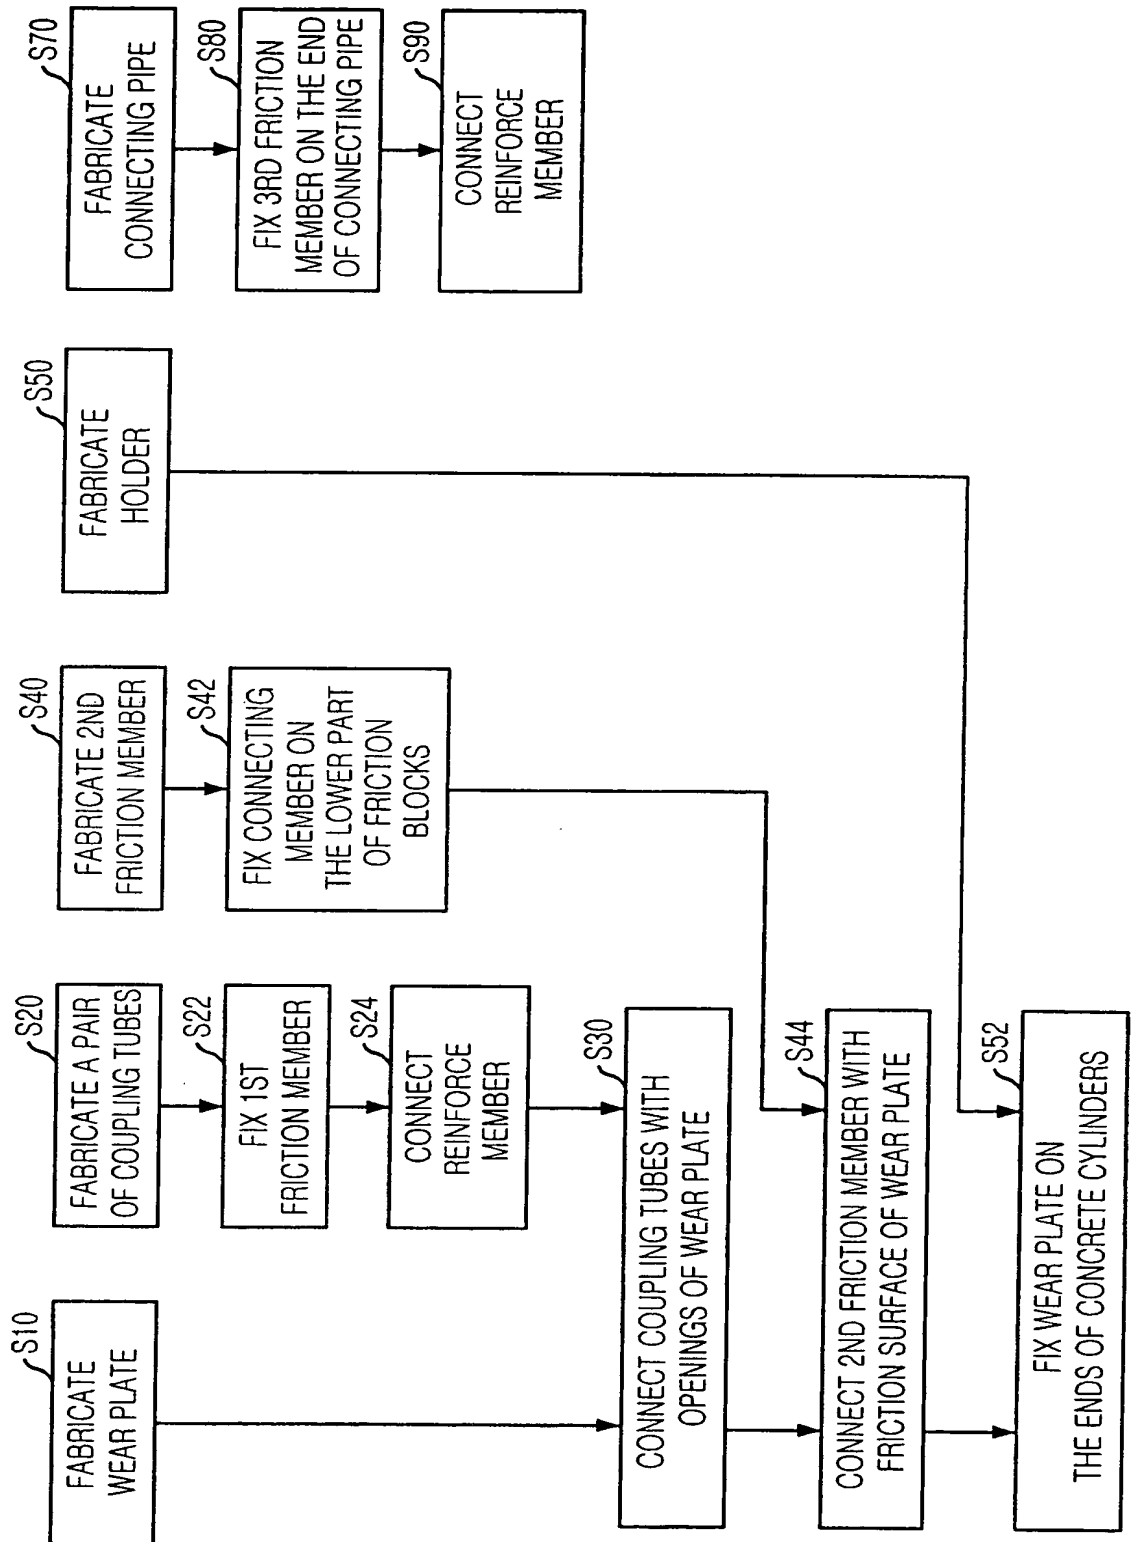 S10
FABRICATE
WEAR PLATE
S20
FABRICATE A PAIR
OF COUPLING TUBES
S22
FIX 1ST
FRICTION MEMBER
S24
CONNECT
REINFORCE
MEMBER
S30
CONNECT COUPLING TUBES WITH
OPENINGS OF WEAR PLATE
S40
FABRICATE 2ND
FRICTION MEMBER
S42
FIX CONNECTING
MEMBER ON
THE LOWER PART
OF FRICTION
BLOCKS
S44
CONNECT 2ND FRICTION MEMBER WITH
FRICTION SURFACE OF WEAR PLATE
S50
FABRICATE
HOLDER
S52
FIX WEAR PLATE ON
THE ENDS OF CONCRETE CYLINDERS
S70
FABRICATE
CONNECTING PIPE
S80
FIX 3RD FRICTION
MEMBER ON THE END
OF CONNECTING PIPE
S90
CONNECT
REINFORCE
MEMBER